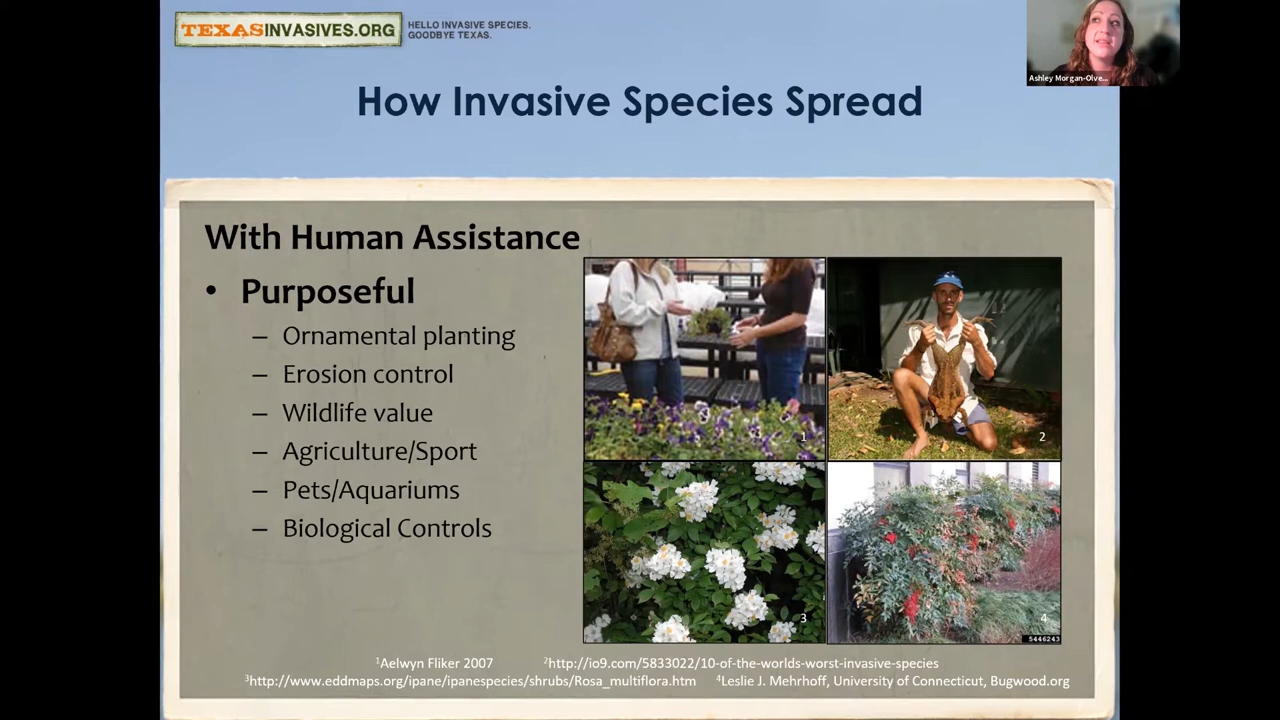 TEXASINVASIVES.ORG
HELLO INVASIVE SPECIES.
GOODBYE TEXAS.
Ashley Morgan-Olve...
How Invasive Species Spread
With Human Assistance
• Purposeful
– Ornamental planting
– Erosion control
– Wildlife value
– Agriculture/Sport
– Pets/Aquariums
– Biological Controls
1
2
3
4
5446243
¹Aelwyn Fliker 2007 ²http://io9.com/5833022/10-of-the-worlds-worst-invasive-species
³http://www.eddmaps.org/ipane/ipanespecies/shrubs/Rosa_multiflora.htm ⁴Leslie J. Mehrhoff, University of Connecticut, Bugwood.org